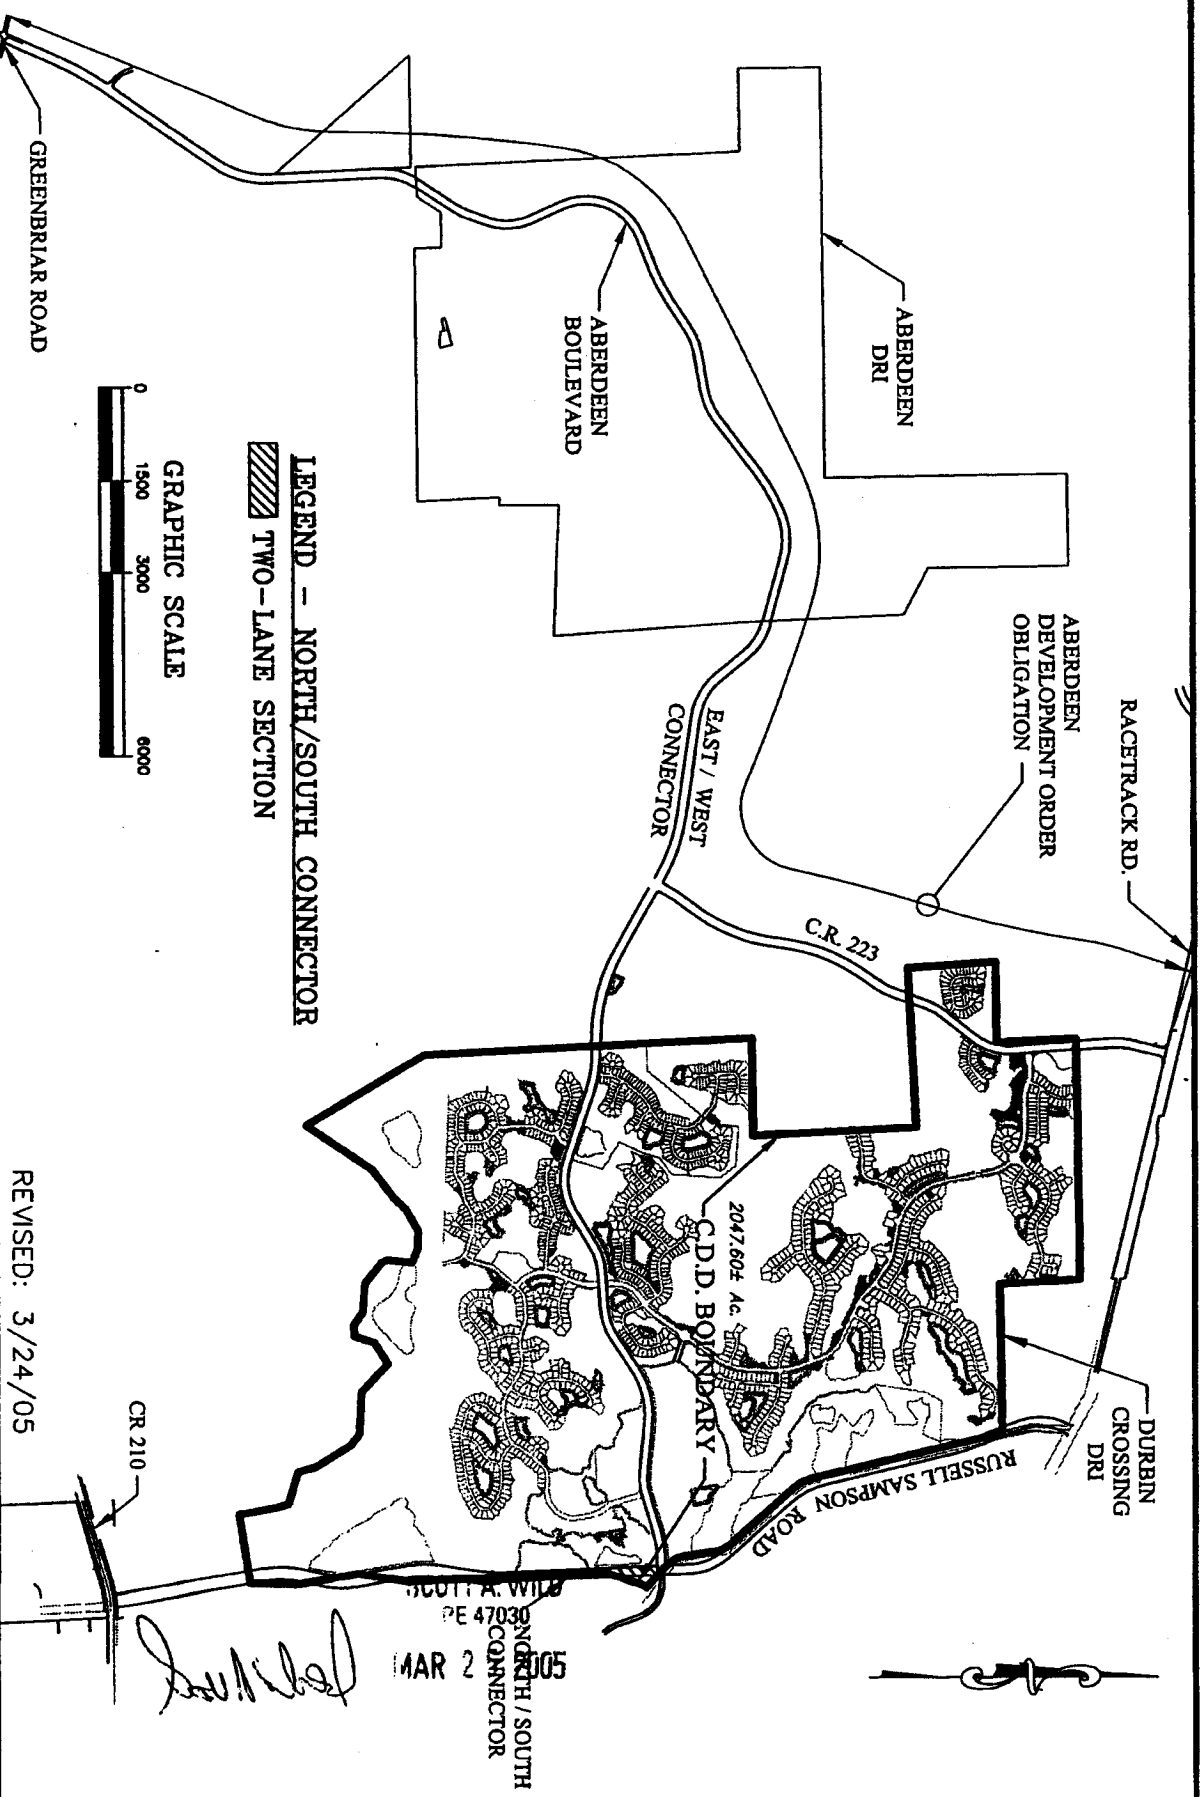 RACETRACK RD.
ABERDEEN
DEVELOPMENT ORDER
OBLIGATION
ABERDEEN
DRI
DURBIN
CROSSING
DRI
C.R. 223
RUSSELL SAMPSON ROAD
2047.60± Ac.
C.D.D. BOUNDARY
EAST / WEST
CONNECTOR
ABERDEEN
BOULEVARD
NORTH / SOUTH
CONNECTOR
SCOTT A. WILD
PE 47030
MAR 2 2005
LEGEND - NORTH/SOUTH CONNECTOR
TWO-LANE SECTION
GRAPHIC SCALE
0 1500 3000 6000
CR 210
GREENBRIAR ROAD
REVISED: 3/24/05